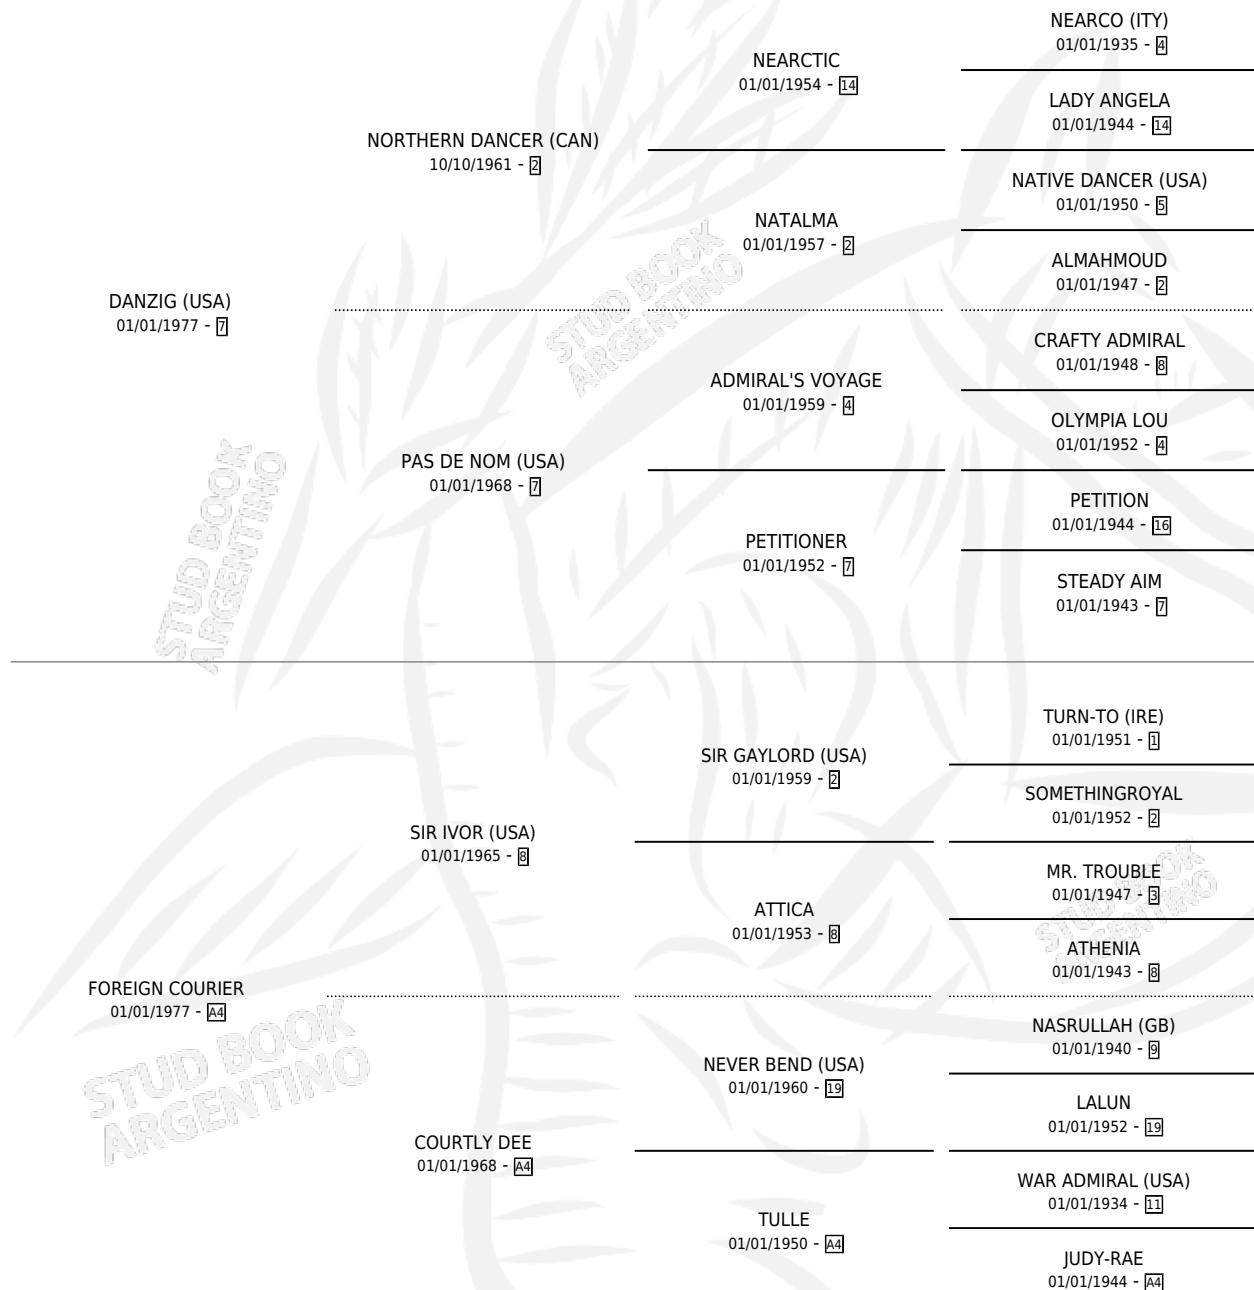 NEARCO (ITY)
01/01/1935 - 4
NEARCTIC
01/01/1954 - 14
LADY ANGELA
01/01/1944 - 14
NORTHERN DANCER (CAN)
10/10/1961 - 2
NATIVE DANCER (USA)
01/01/1950 - 5
NATALMA
01/01/1957 - 2
ALMAHMOUD
01/01/1947 - 2
DANZIG (USA)
01/01/1977 - 7
STUD BOOK
ARGENTINO
CRAFTY ADMIRAL
01/01/1948 - 8
ADMIRAL'S VOYAGE
01/01/1959 - 4
OLYMPIA LOU
01/01/1952 - 4
PAS DE NOM (USA)
01/01/1968 - 7
PETITION
01/01/1944 - 16
PETITIONER
01/01/1952 - 7
STEADY AIM
01/01/1943 - 7
STUD BOOK
ARGENTINO
TURN-TO (IRE)
01/01/1951 - 1
SIR GAYLORD (USA)
01/01/1959 - 2
SOMETHINGROYAL
01/01/1952 - 2
SIR IVOR (USA)
01/01/1965 - 8
MR. TROUBLE
01/01/1947 - 3
ATTICA
01/01/1953 - 8
STUD BOOK
ARGENTINO
ATHENIA
01/01/1943 - 8
FOREIGN COURIER
01/01/1977 - A4
STUD BOOK
ARGENTINO
NASRULLAH (GB)
01/01/1940 - 9
NEVER BEND (USA)
01/01/1960 - 19
LALUN
01/01/1952 - 19
COURTLY DEE
01/01/1968 - A4
WAR ADMIRAL (USA)
01/01/1934 - 11
TULLE
01/01/1950 - A4
JUDY-RAE
01/01/1944 - A4